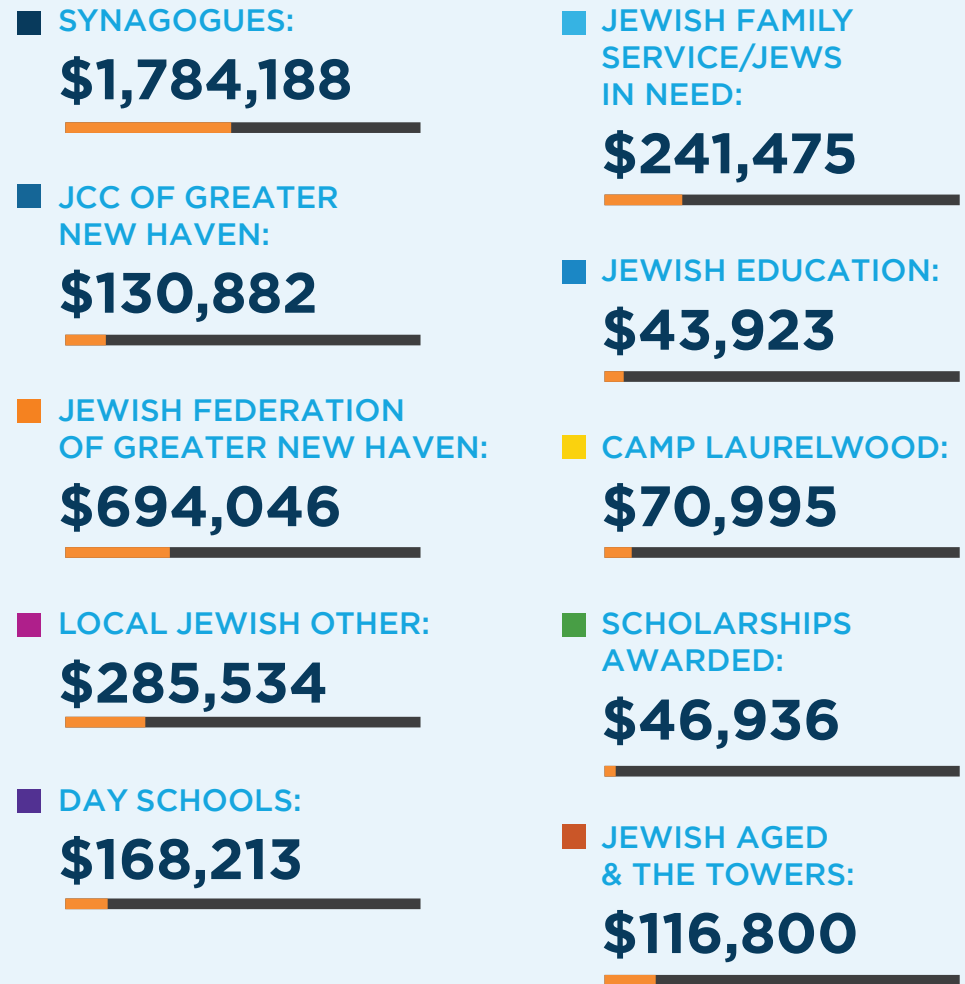 SYNAGOGUES:
$1,784,188
JCC OF GREATER
NEW HAVEN:
$130,882
JEWISH FEDERATION
OF GREATER NEW HAVEN:
$694,046
LOCAL JEWISH OTHER:
$285,534
DAY SCHOOLS:
$168,213
JEWISH FAMILY
SERVICE/JEWS
IN NEED:
$241,475
JEWISH EDUCATION:
$43,923
CAMP LAURELWOOD:
$70,995
SCHOLARSHIPS
AWARDED:
$46,936
JEWISH AGED
& THE TOWERS:
$116,800